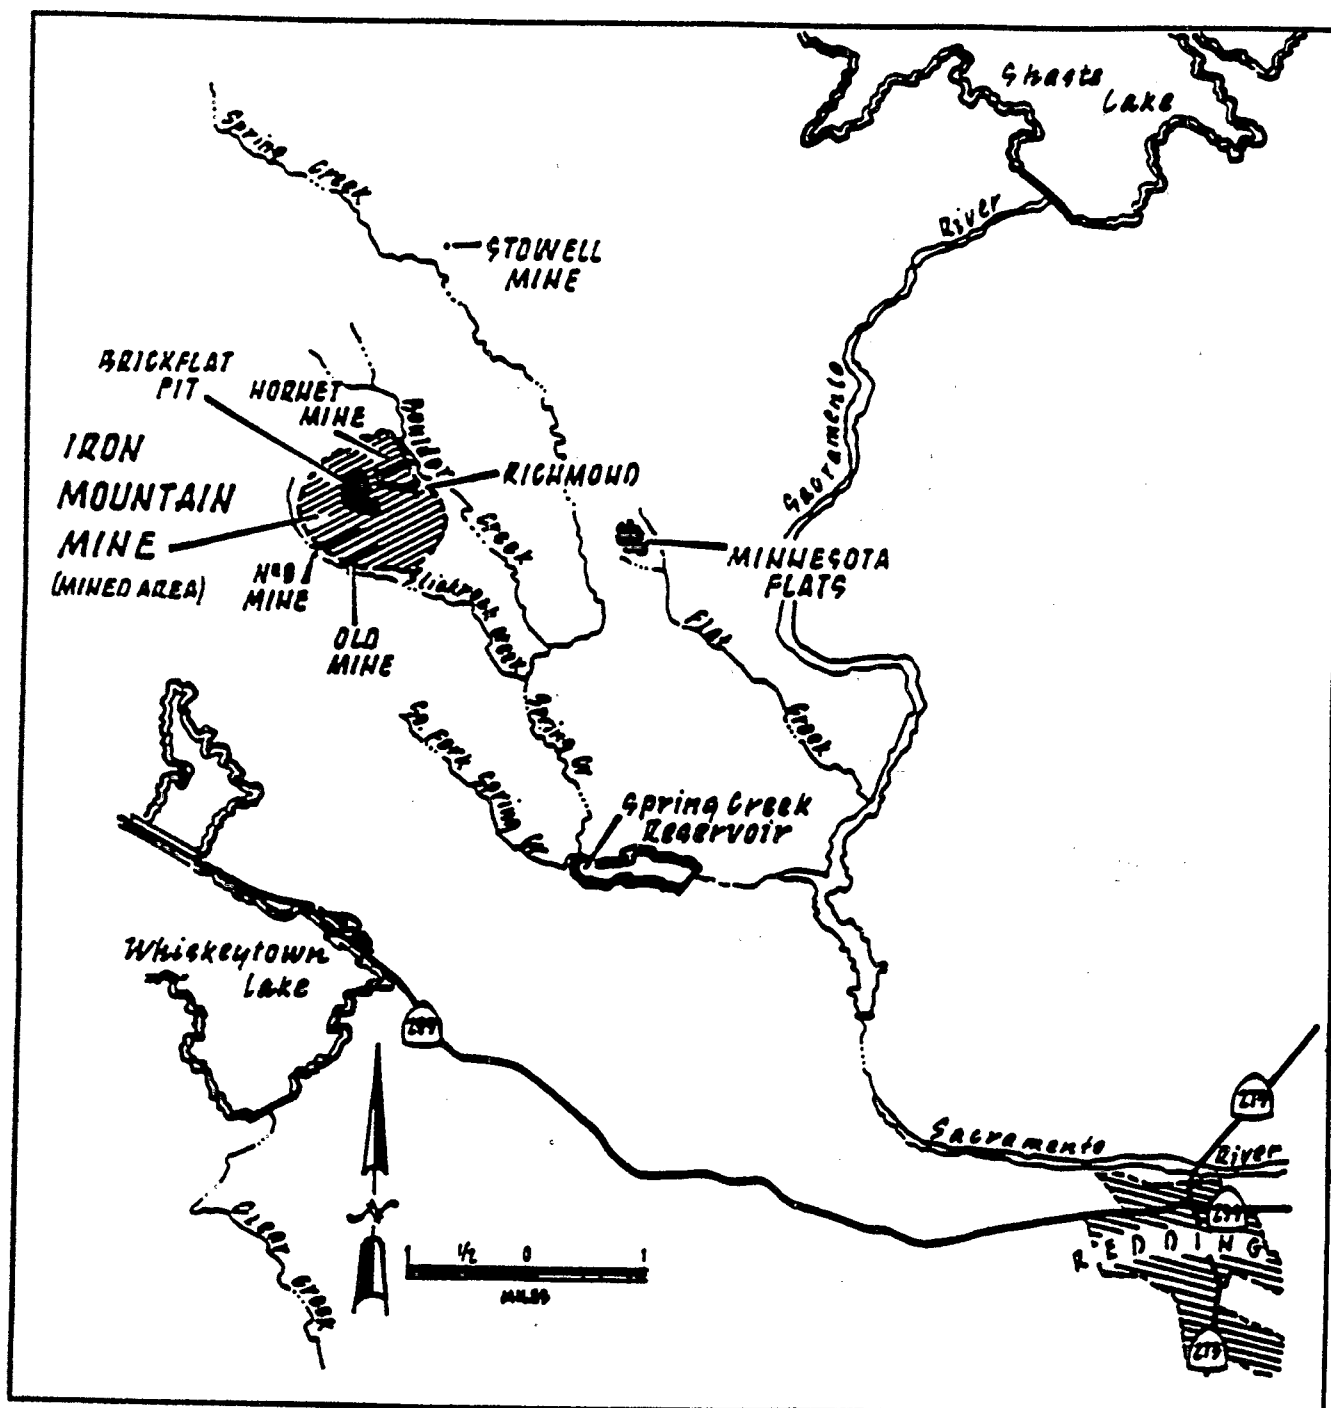 Shasta
Lake
Spring Creek
River
STOWELL
MINE
BRICKFLAT
PIT
HORNET
MINE
Boulder
Creek
IRON
MOUNTAIN
MINE
(MINED AREA)
RICHMOND
Sacramento
MINNESOTA
FLATS
No 8
MINE
OLD
MINE
Slickrock Creek
Flat
Creek
So. Fork Spring Cr.
Spring Cr
Spring Creek
Reservoir
Whiskeytown
Lake
299
Sacramento
River
299
REDDING
Clear
Creek
N
1 1/2 0 1
MILES